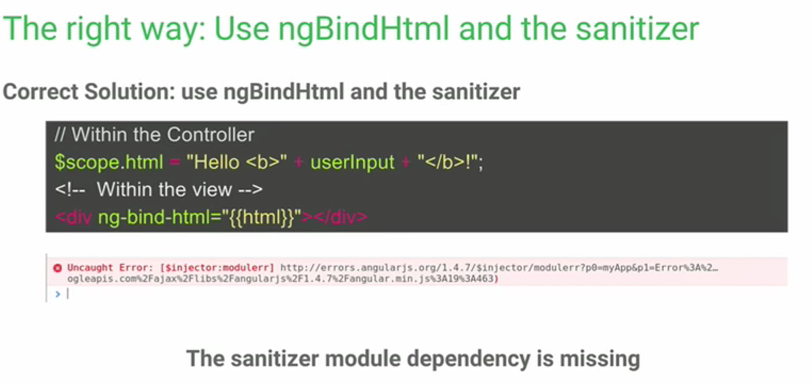 The right way: Use ngBindHtml and the sanitizer
Correct Solution: use ngBindHtml and the sanitizer
// Within the Controller
$scope.html = "Hello <b>" + userInput + "</b>!";
<!-- Within the view -->
<div ng-bind-html="{{html}}"></div>
Uncaught Error: [$injector:modulerr] http://errors.angularjs.org/1.4.7/$injector/modulerr?p0=myApp&p1=Error%3A%2…
ogleapis.com%2Fajax%2Flibs%2Fangularjs%2F1.4.7%2Fangular.min.js%3A19%3A463)
>
The sanitizer module dependency is missing